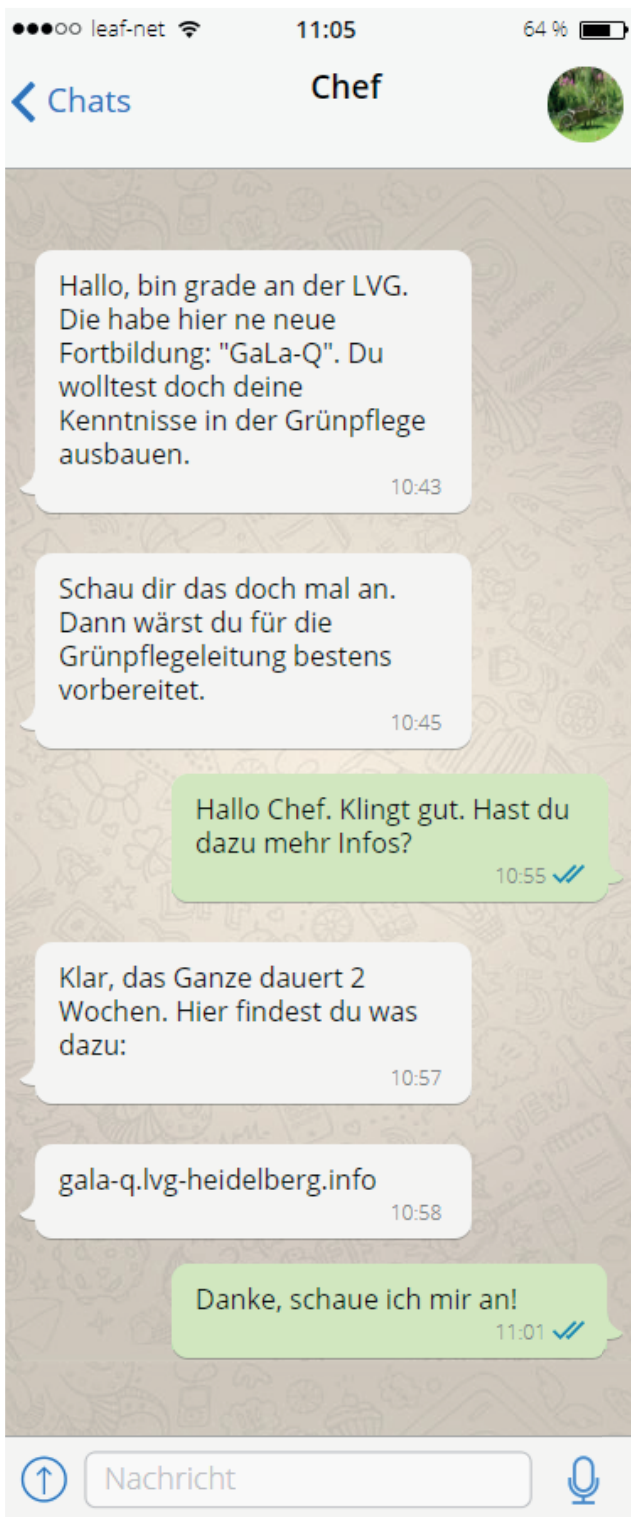 leaf-net 11:05 64 %
Chats Chef
Hallo, bin grade an der LVG.
Die habe hier ne neue
Fortbildung: "GaLa-Q". Du
wolltest doch deine
Kenntnisse in der Grünpflege
ausbauen.
10:43
Schau dir das doch mal an.
Dann wärst du für die
Grünpflegeleitung bestens
vorbereitet.
10:45
Hallo Chef. Klingt gut. Hast du
dazu mehr Infos?
10:55
Klar, das Ganze dauert 2
Wochen. Hier findest du was
dazu:
10:57
gala-q.lvg-heidelberg.info
10:58
Danke, schaue ich mir an!
11:01
Nachricht